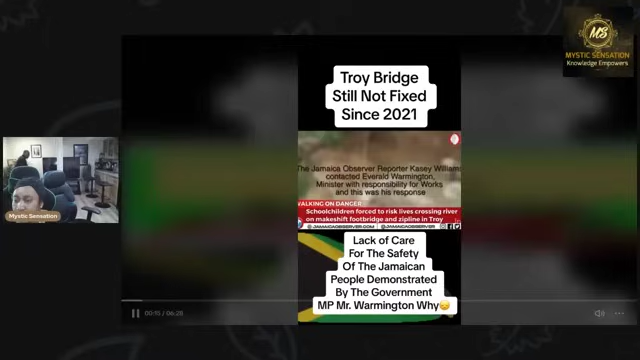 MS
MYSTIC SENSATION
Knowledge Empowers
Troy Bridge
Still Not Fixed
Since 2021
The Jamaica Observer Reporter Kasey Williams
contacted Everald Warmington,
Minister with responsibility for Works
and this was his response
WALKING ON DANGER:
Schoolchildren forced to risk lives crossing river
on makeshift footbridge and zipline in Troy
@JAMAICAOBSERVER.COM @JAMAICAOBSERVER
Lack of Care
For The Safety
Of The Jamaican
People Demonstrated
By The Government
MP Mr. Warmington Why😔
Mystic Sensation
00:15 / 06:28